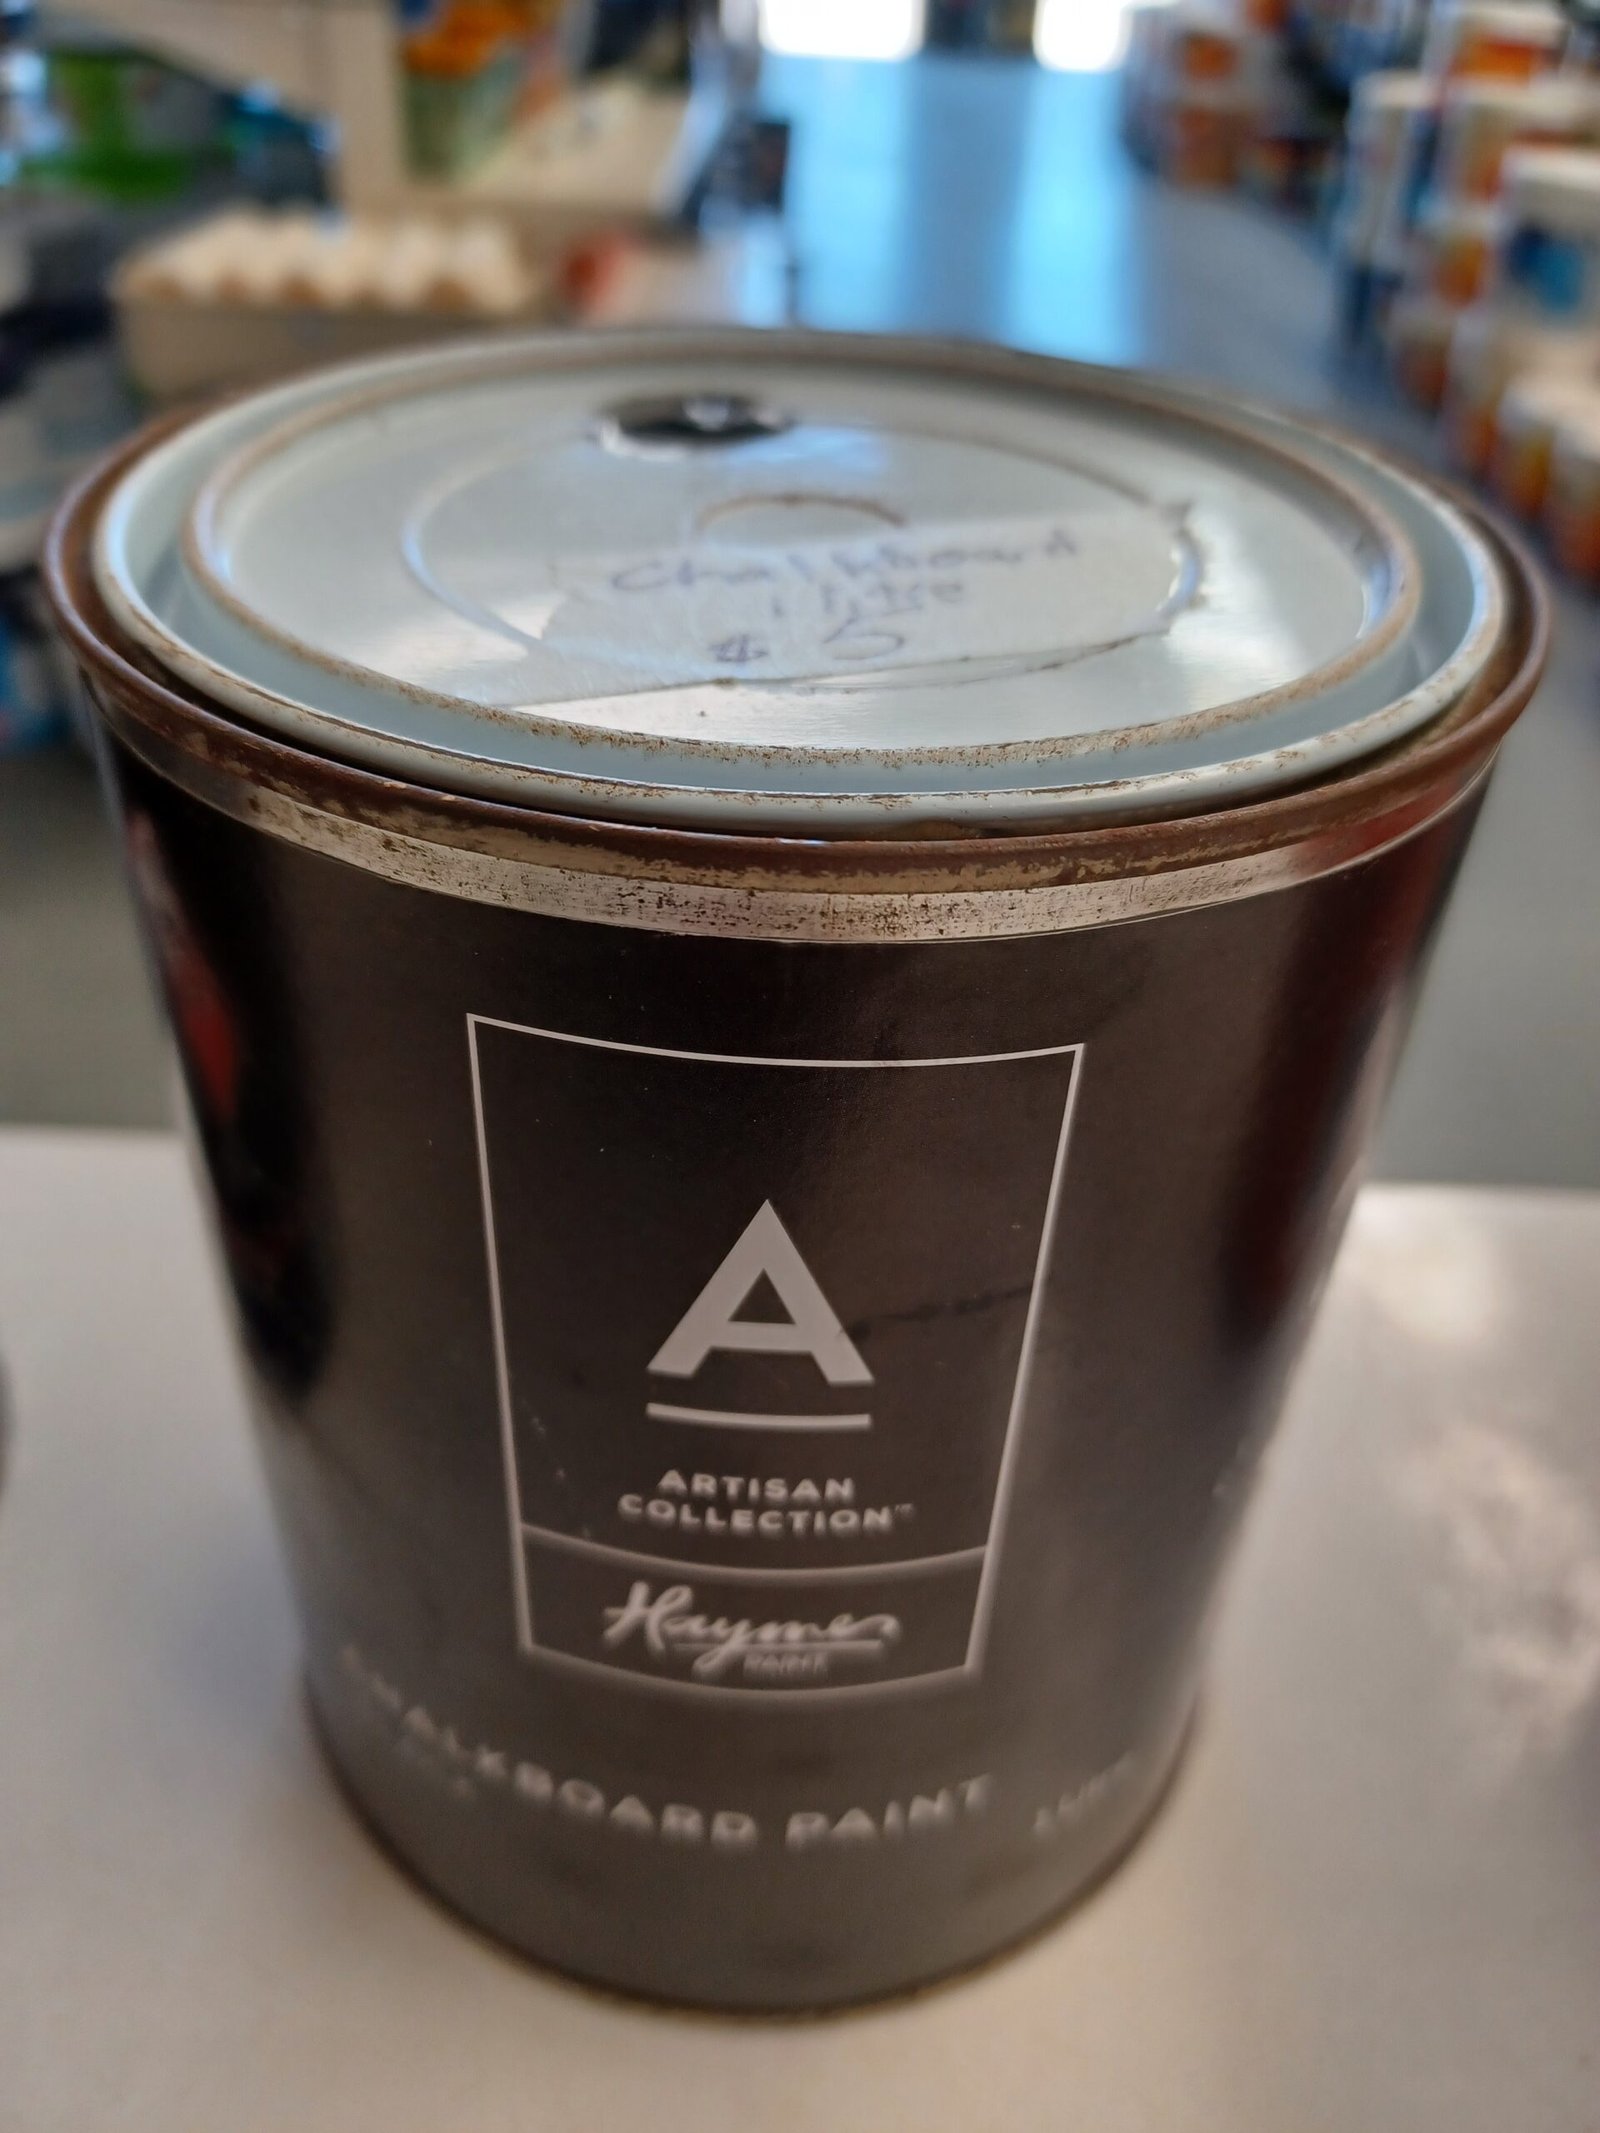 Chalkboard
1 litre
$ 5
A
ARTISAN
COLLECTION™
Haymes
PAINT
CHALKBOARD PAINT